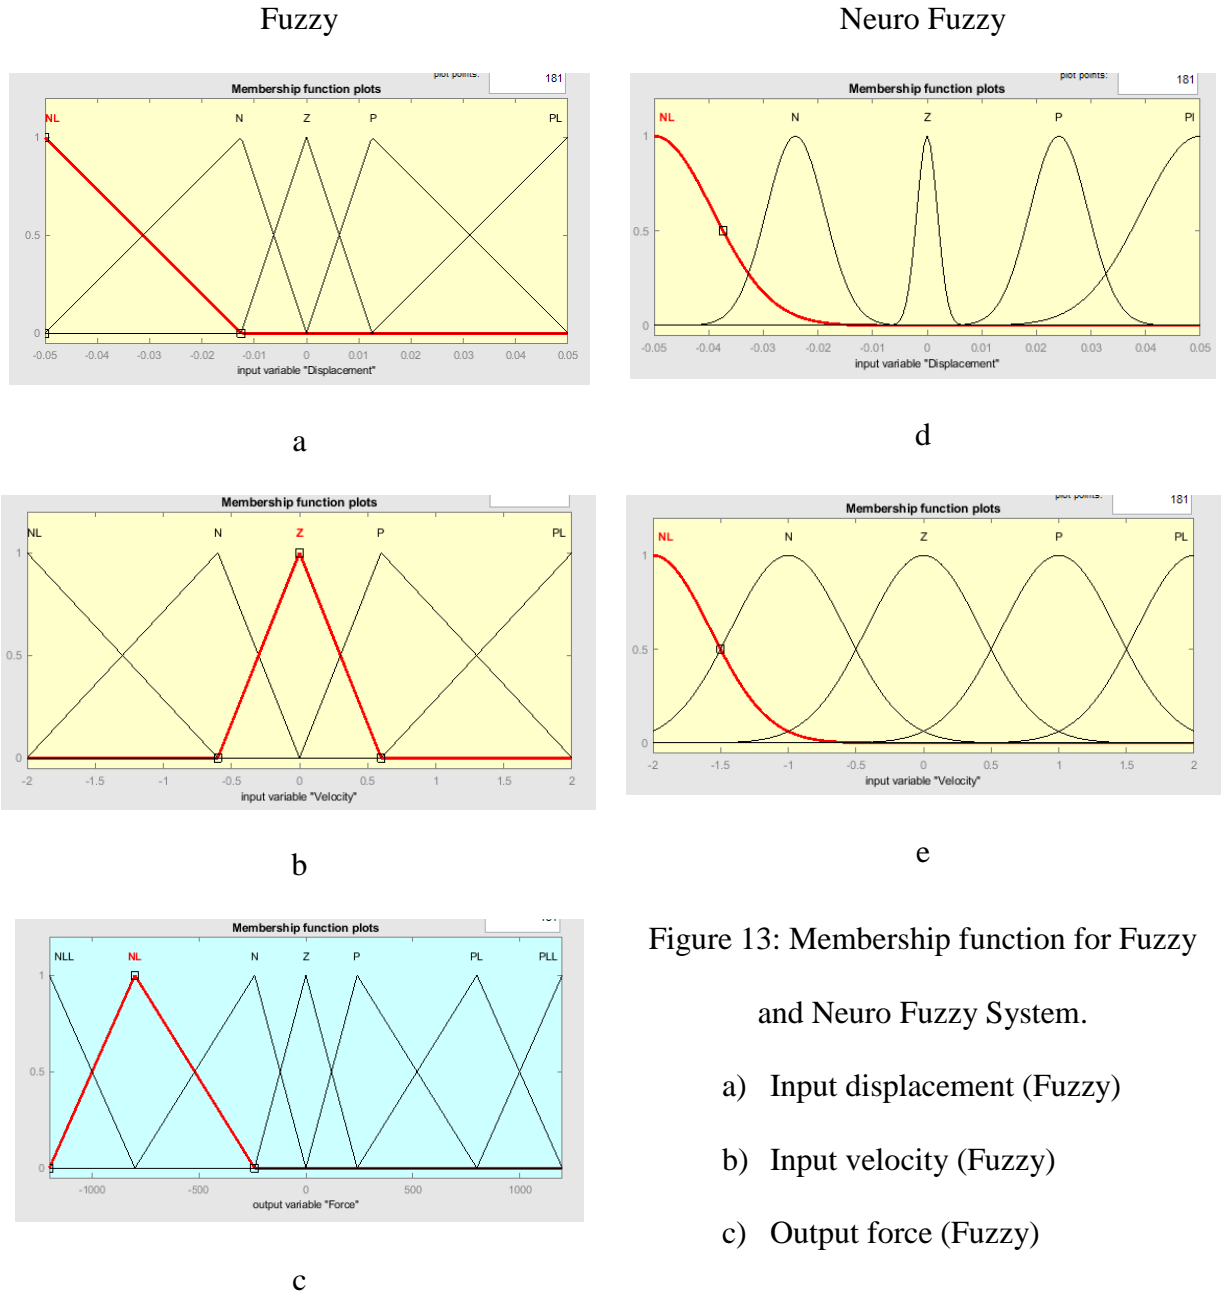 Fuzzy
Neuro Fuzzy
plot points: 181
Membership function plots
NL N Z P PL
1
0.5
0
-0.05 -0.04 -0.03 -0.02 -0.01 0 0.01 0.02 0.03 0.04 0.05
input variable "Displacement"
a
plot points: 181
Membership function plots
NL N Z P Pl
1
0.5
0
-0.05 -0.04 -0.03 -0.02 -0.01 0 0.01 0.02 0.03 0.04 0.05
input variable "Displacement"
d
Membership function plots
NL N Z P PL
1
0.5
0
-2 -1.5 -1 -0.5 0 0.5 1 1.5 2
input variable "Velocity"
b
plot points: 181
Membership function plots
NL N Z P PL
1
0.5
0
-2 -1.5 -1 -0.5 0 0.5 1 1.5 2
input variable "Velocity"
e
181
Membership function plots
NLL NL N Z P PL PLL
1
0.5
0
-1000 -500 0 500 1000
output variable "Force"
c
Figure 13: Membership function for Fuzzy
and Neuro Fuzzy System.
a) Input displacement (Fuzzy)
b) Input velocity (Fuzzy)
c) Output force (Fuzzy)